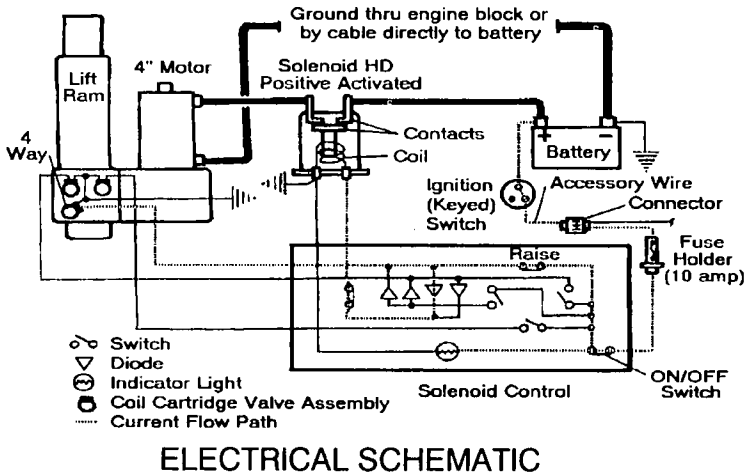 Ground thru engine block or
by cable directly to battery
4" Motor
Solenoid HD
Positive Activated
Lift
Ram
4
Way
Contacts
Coil
+ −
Battery
Ignition
(Keyed)
Switch
Accessory Wire
Connector
Fuse
Holder
(10 amp)
Raise
Switch
Diode
Indicator Light
Coil Cartridge Valve Assembly
Current Flow Path
Solenoid Control
ON/OFF
Switch
ELECTRICAL SCHEMATIC